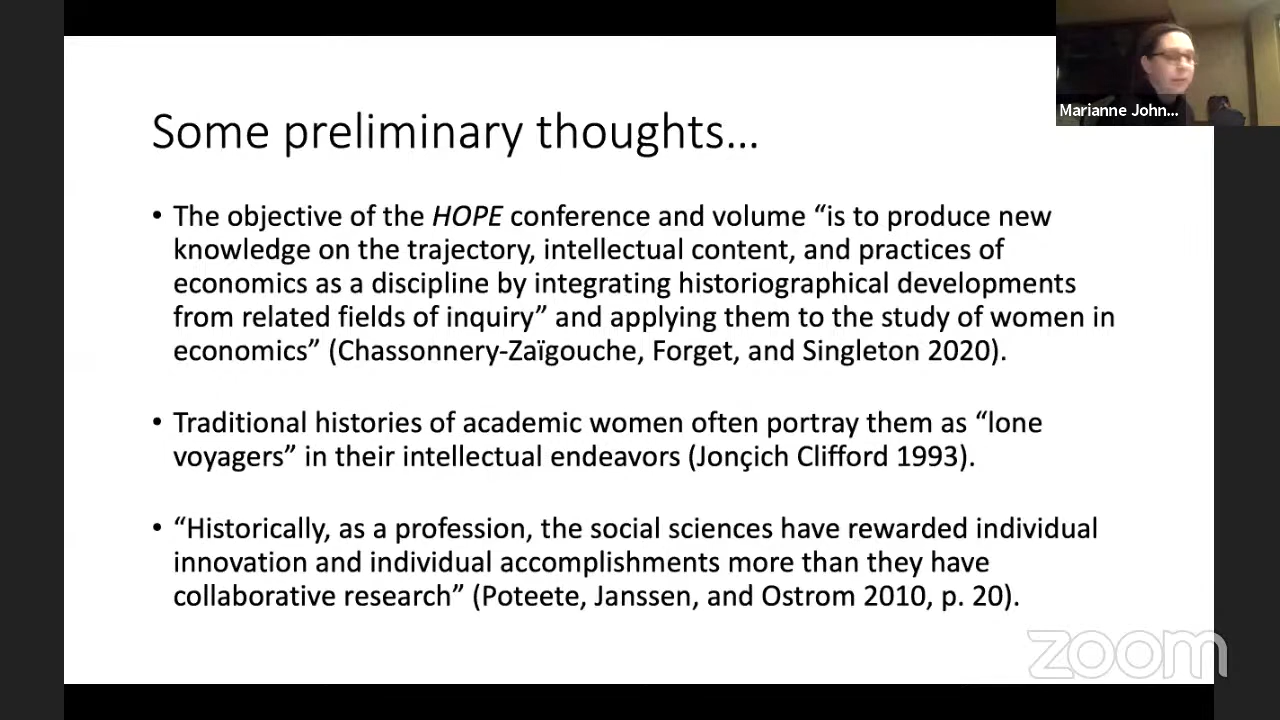 Marianne John...
Some preliminary thoughts...
• The objective of the HOPE conference and volume “is to produce new
knowledge on the trajectory, intellectual content, and practices of
economics as a discipline by integrating historiographical developments
from related fields of inquiry” and applying them to the study of women in
economics” (Chassonnery-Zaïgouche, Forget, and Singleton 2020).
• Traditional histories of academic women often portray them as “lone
voyagers” in their intellectual endeavors (Jonçich Clifford 1993).
• “Historically, as a profession, the social sciences have rewarded individual
innovation and individual accomplishments more than they have
collaborative research” (Poteete, Janssen, and Ostrom 2010, p. 20).
zoom